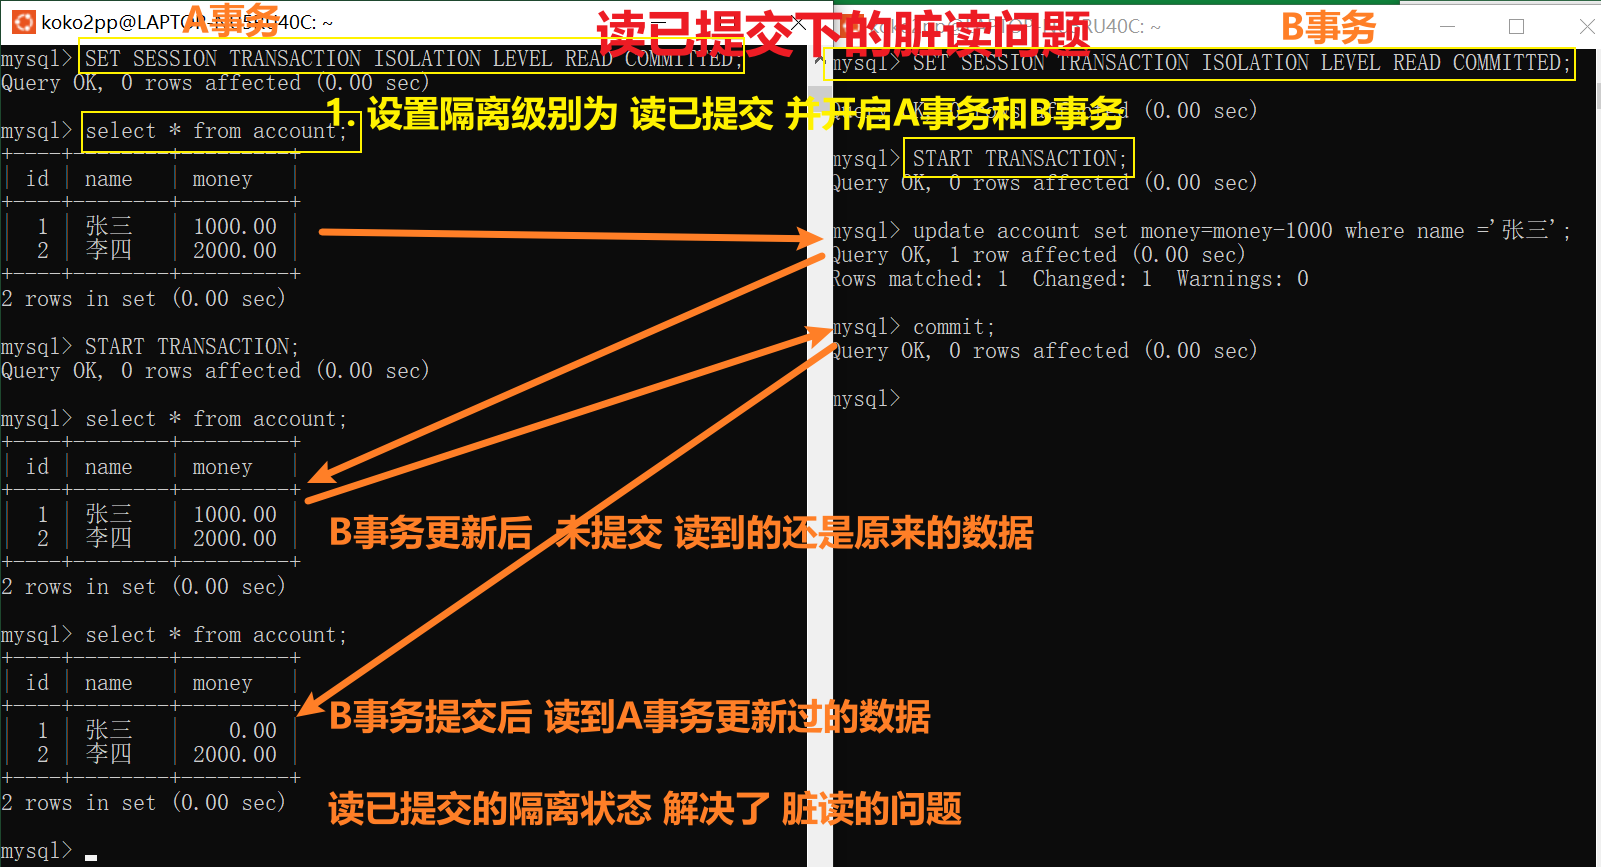 读已提交下的脏读问题
A事务
koko2pp@LAPTOP-
40C: ~
mysql> SET SESSION TRANSACTION ISOLATION LEVEL READ COMMITTED;
Query OK, 0 rows affected (0.00 sec)
1. 设置隔离级别为 读已提交 并开启A事务和B事务
mysql> select * from account;
+----+--------+---------+
| id | name   | money   |
+----+--------+---------+
|  1 | 张三   | 1000.00 |
|  2 | 李四   | 2000.00 |
+----+--------+---------+
2 rows in set (0.00 sec)
mysql> START TRANSACTION;
Query OK, 0 rows affected (0.00 sec)
mysql> select * from account;
+----+--------+---------+
| id | name   | money   |
+----+--------+---------+
|  1 | 张三   | 1000.00 |
|  2 | 李四   | 2000.00 |
+----+--------+---------+
2 rows in set (0.00 sec)
B事务更新后 未提交 读到的还是原来的数据
mysql> select * from account;
+----+--------+---------+
| id | name   | money   |
+----+--------+---------+
|  1 | 张三   |    0.00 |
|  2 | 李四   | 2000.00 |
+----+--------+---------+
2 rows in set (0.00 sec)
B事务提交后 读到A事务更新过的数据
读已提交的隔离状态 解决了 脏读的问题
mysql>
B事务
RU40C: ~
mysql> SET SESSION TRANSACTION ISOLATION LEVEL READ COMMITTED;
Query OK, 0 rows affected (0.00 sec)
mysql> START TRANSACTION;
Query OK, 0 rows affected (0.00 sec)
mysql> update account set money=money-1000 where name ='张三';
Query OK, 1 row affected (0.00 sec)
Rows matched: 1  Changed: 1  Warnings: 0
mysql> commit;
Query OK, 0 rows affected (0.00 sec)
mysql>